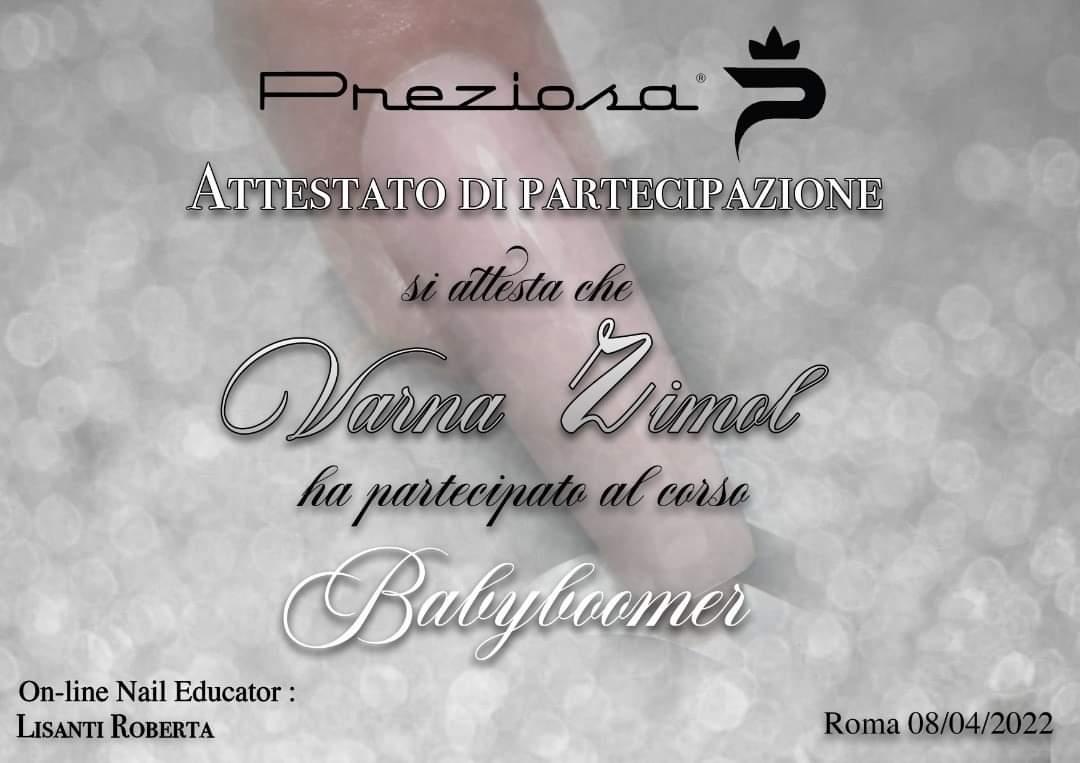 Preziosa®
ATTESTATO DI PARTECIPAZIONE
si attesta che
Varna Zimol
ha partecipato al corso
Babyboomer
On-line Nail Educator :
LISANTI ROBERTA
Roma 08/04/2022